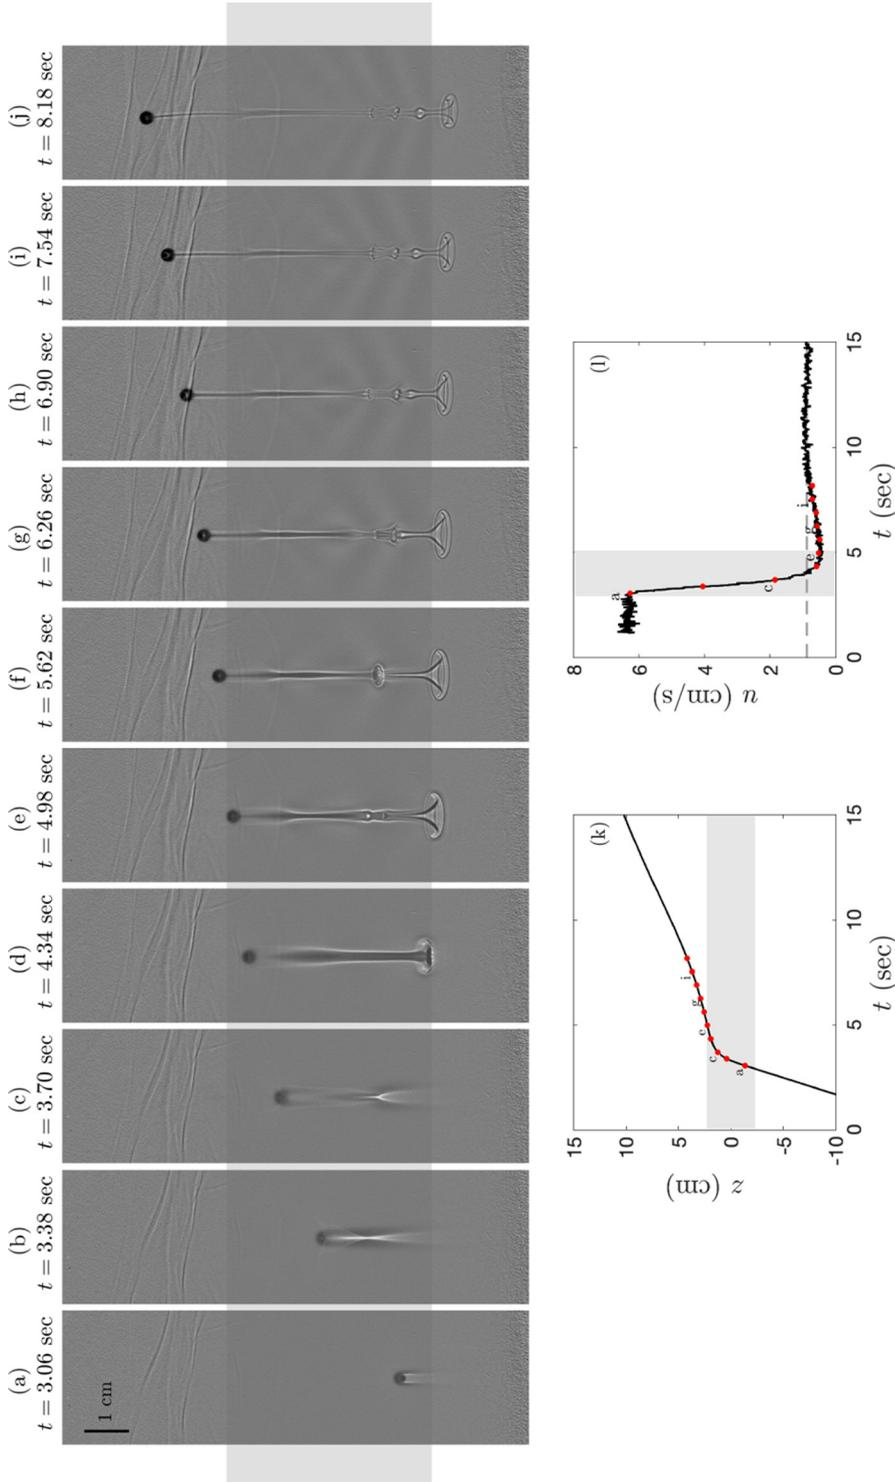 (a)
t = 3.06 sec
(b)
t = 3.38 sec
(c)
t = 3.70 sec
(d)
t = 4.34 sec
(e)
t = 4.98 sec
(f)
t = 5.62 sec
(g)
t = 6.26 sec
(h)
t = 6.90 sec
(i)
t = 7.54 sec
(j)
t = 8.18 sec
1 cm
(k)
z (cm)
15
10
5
0
-5
-10
a
c
e
g
i
0
5
10
15
t (sec)
(l)
u (cm/s)
8
6
4
2
0
a
c
e
g
i
0
5
10
15
t (sec)